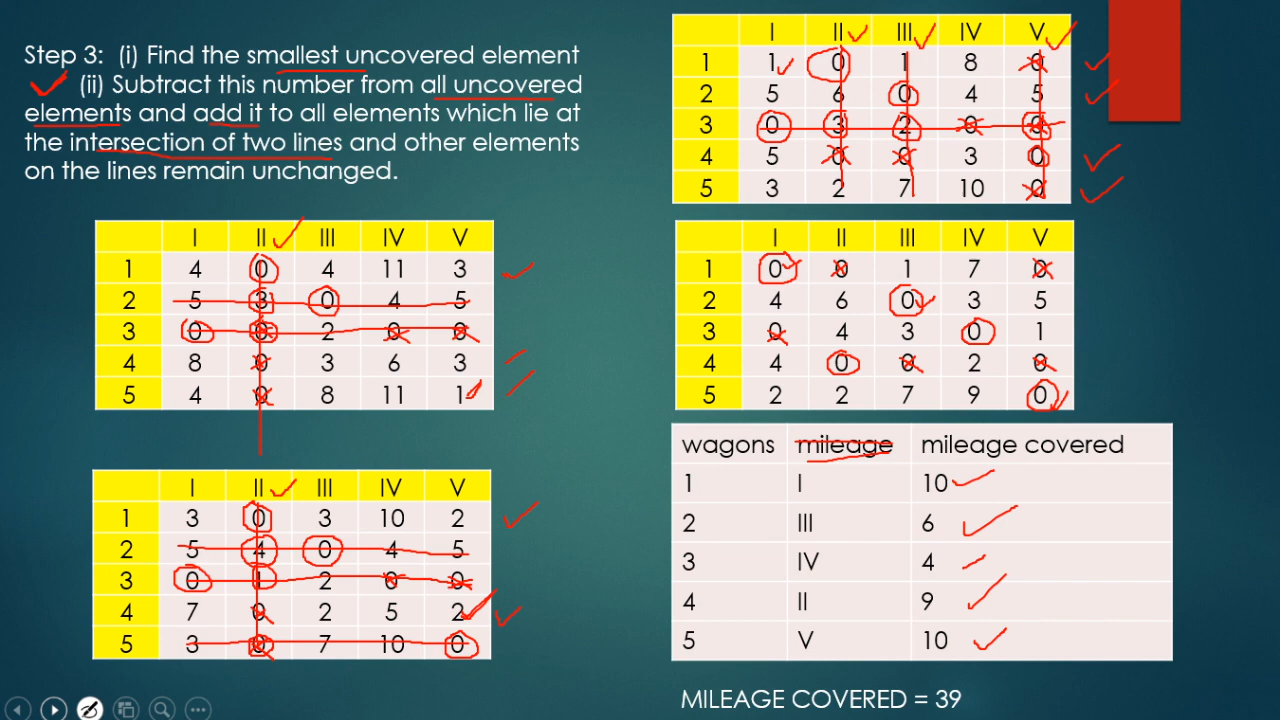 Step 3: (i) Find the smallest uncovered element
(ii) Subtract this number from all uncovered
elements and add it to all elements which lie at
the intersection of two lines and other elements
on the lines remain unchanged.
I II III IV V
1 4 0 4 11 3
2 5 3 0 4 5
3 0 0 2 0 0
4 8 0 3 6 3
5 4 0 8 11 1
I II III IV V
1 3 0 3 10 2
2 5 4 0 4 5
3 0 1 2 0 0
4 7 0 2 5 2
5 3 0 7 10 0
I II III IV V
1 1 0 1 8 0
2 5 6 0 4 5
3 0 3 2 0
4 5 0 0 3 0
5 3 2 7 10 0
I II III IV V
1 0 0 1 7 0
2 4 6 0 3 5
3 0 4 3 0 1
4 4 0 0 2 0
5 2 2 7 9 0
wagons mileage mileage covered
1 I 10
2 III 6
3 IV 4
4 II 9
5 V 10
MILEAGE COVERED = 39